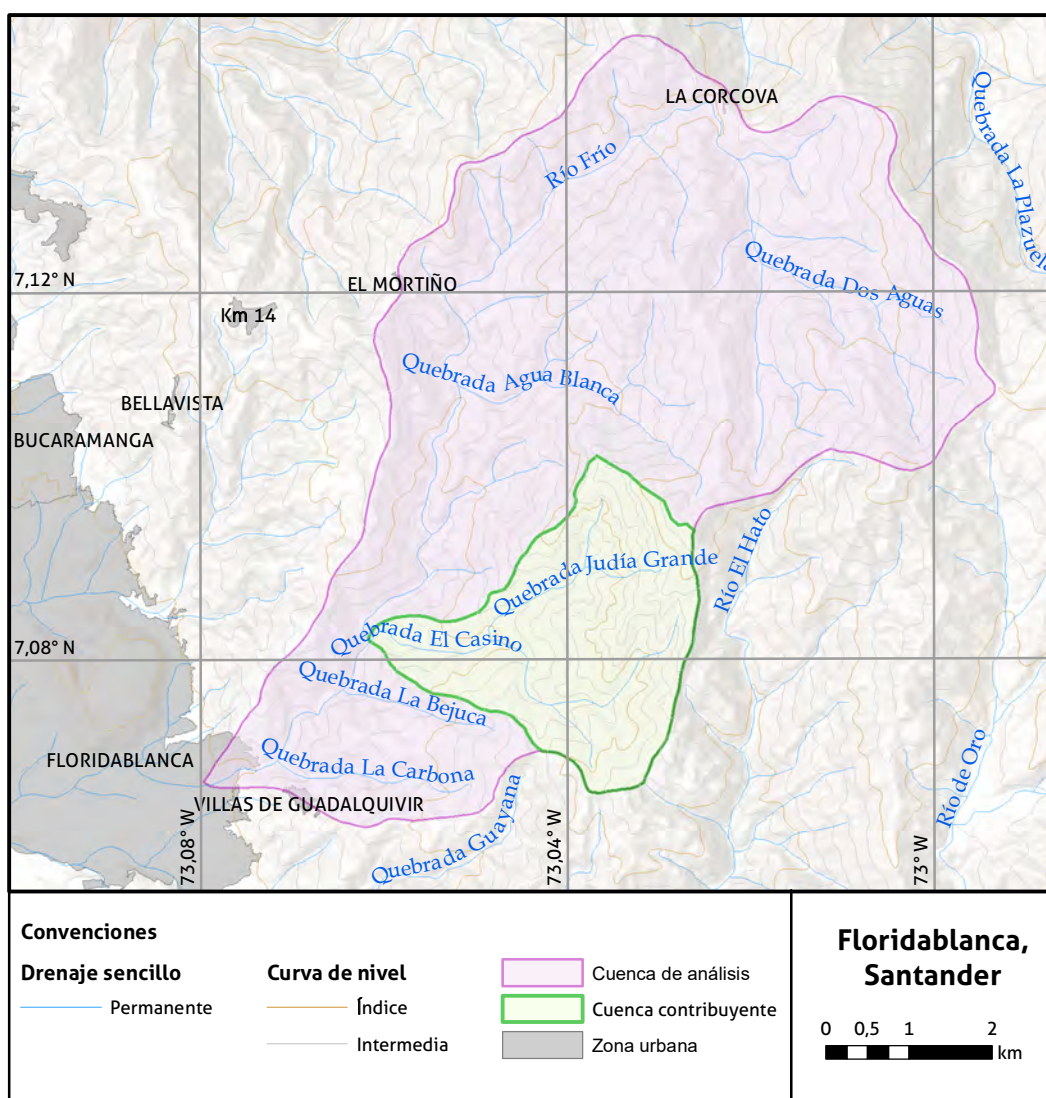 LA CORCOVA
Río Frío
Quebrada La Plazuela
Quebrada Dos Aguas
7,12° N
EL MORTIÑO
Km 14
Quebrada Agua Blanca
BELLAVISTA
BUCARAMANGA
Quebrada Judía Grande
Río El Hato
Quebrada El Casino
7,08° N
Quebrada La Bejuca
FLORIDABLANCA
Quebrada La Carbona
Río de Oro
VILLAS DE GUADALQUIVIR
Quebrada Guayana
73,08° W
73,04° W
73° W
Convenciones
Drenaje sencillo
Permanente
Curva de nivel
Índice
Intermedia
Cuenca de análisis
Cuenca contribuyente
Zona urbana
Floridablanca,
Santander
0 0,5 1 2
km